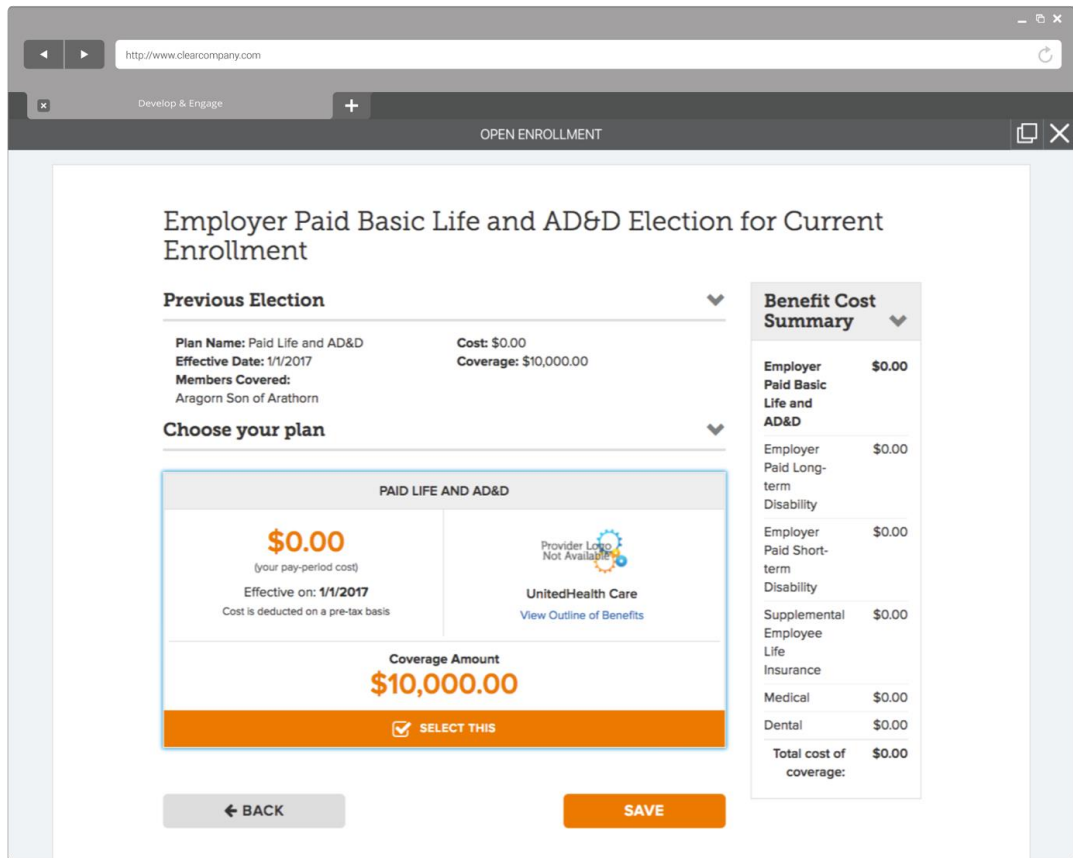 http://www.clearcompany.com
Develop & Engage
OPEN ENROLLMENT
Employer Paid Basic Life and AD&D Election for Current
Enrollment
Previous Election
Plan Name: Paid Life and AD&D
Effective Date: 1/1/2017
Members Covered:
Aragorn Son of Arathorn
Cost: $0.00
Coverage: $10,000.00
Choose your plan
PAID LIFE AND AD&D
$0.00
(your pay-period cost)
Effective on: 1/1/2017
Cost is deducted on a pre-tax basis
Provider Logo
Not Available
UnitedHealth Care
View Outline of Benefits
Coverage Amount
$10,000.00
SELECT THIS
BACK
SAVE
Benefit Cost
Summary
Employer $0.00
Paid Basic
Life and
AD&D
Employer $0.00
Paid Long-
term
Disability
Employer $0.00
Paid Short-
term
Disability
Supplemental $0.00
Employee
Life
Insurance
Medical $0.00
Dental $0.00
Total cost of $0.00
coverage: